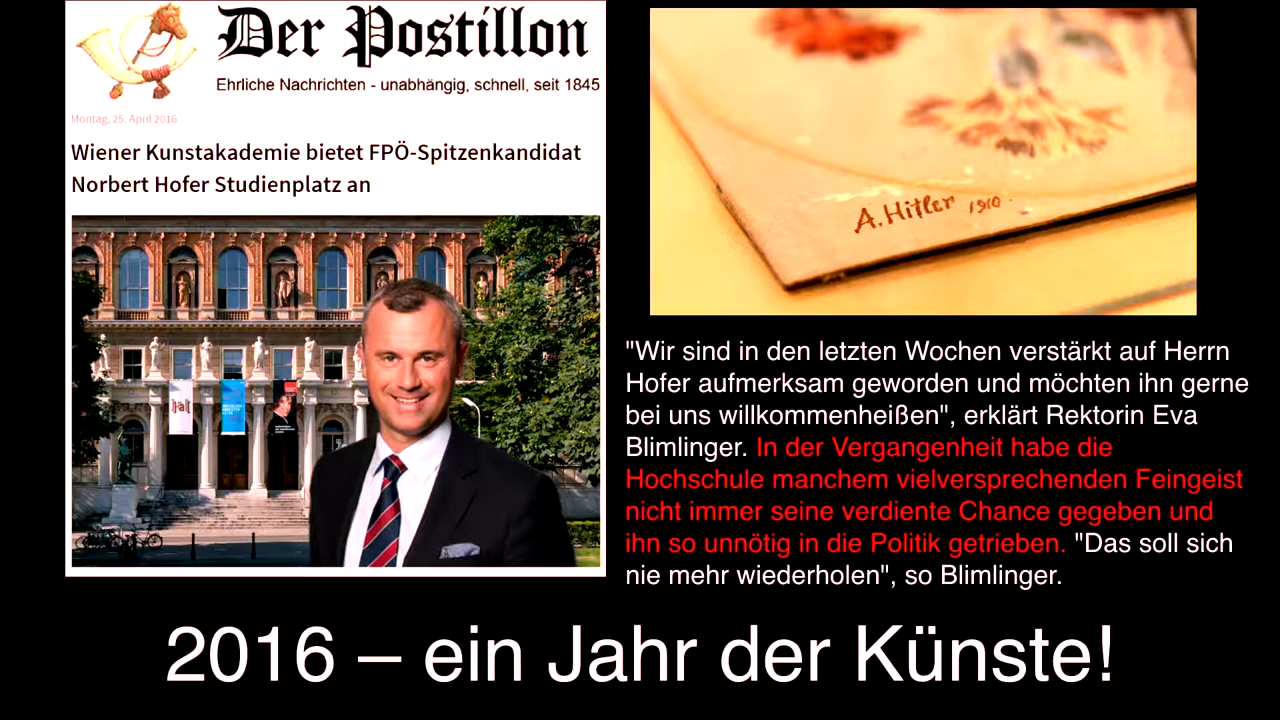 Der Postillon
Ehrliche Nachrichten - unabhängig, schnell, seit 1845
Montag, 25. April 2016
Wiener Kunstakademie bietet FPÖ-Spitzenkandidat
Norbert Hofer Studienplatz an
A. Hitler 1910.
"Wir sind in den letzten Wochen verstärkt auf Herrn
Hofer aufmerksam geworden und möchten ihn gerne
bei uns willkommenheißen", erklärt Rektorin Eva
Blimlinger. In der Vergangenheit habe die
Hochschule manchem vielversprechenden Feingeist
nicht immer seine verdiente Chance gegeben und
ihn so unnötig in die Politik getrieben. "Das soll sich
nie mehr wiederholen", so Blimlinger.
2016 – ein Jahr der Künste!